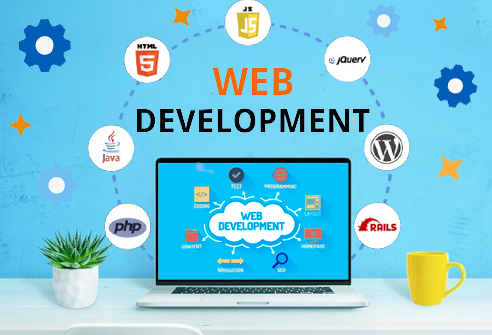 JS
HTML
5
jQuery
WEB
DEVELOPMENT
Java
W
php
RAILS
TEST
PROGRAMMING
CODING
LAYOUT
WEB
DEVELOPMENT
CONTENT
HOMEPAGE
NAVIGATION
SEO